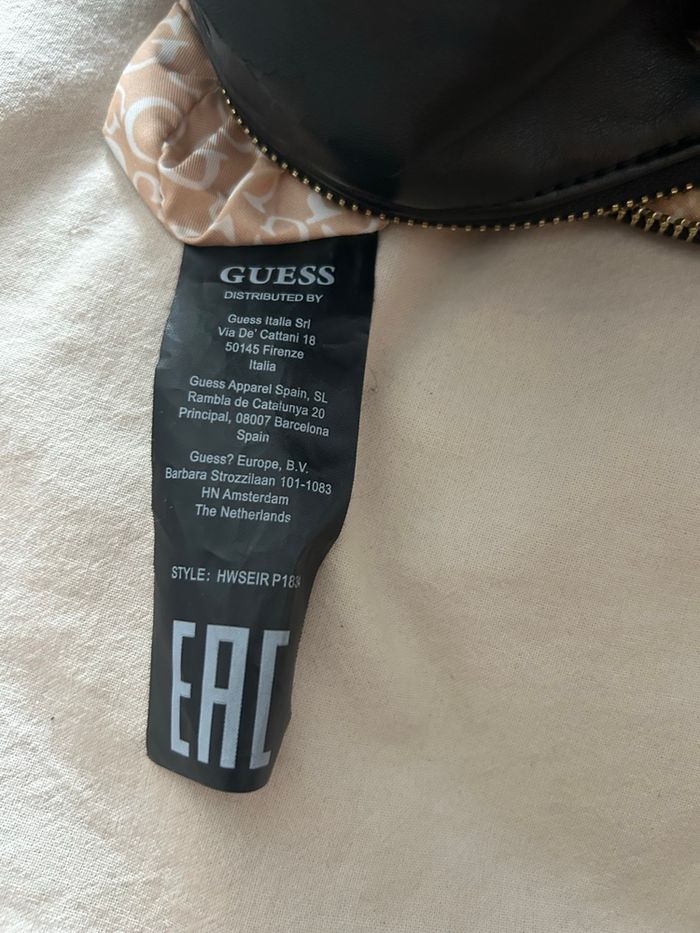 GUESS
DISTRIBUTED BY
Guess Italia Srl
Via De' Cattani 18
50145 Firenze
Italia
Guess Apparel Spain, SL
Rambla de Catalunya 20
Principal, 08007 Barcelona
Spain
Guess? Europe, B.V.
Barbara Strozzilaan 101-1083
HN Amsterdam
The Netherlands
STYLE: HWSEIR P1834
EAC